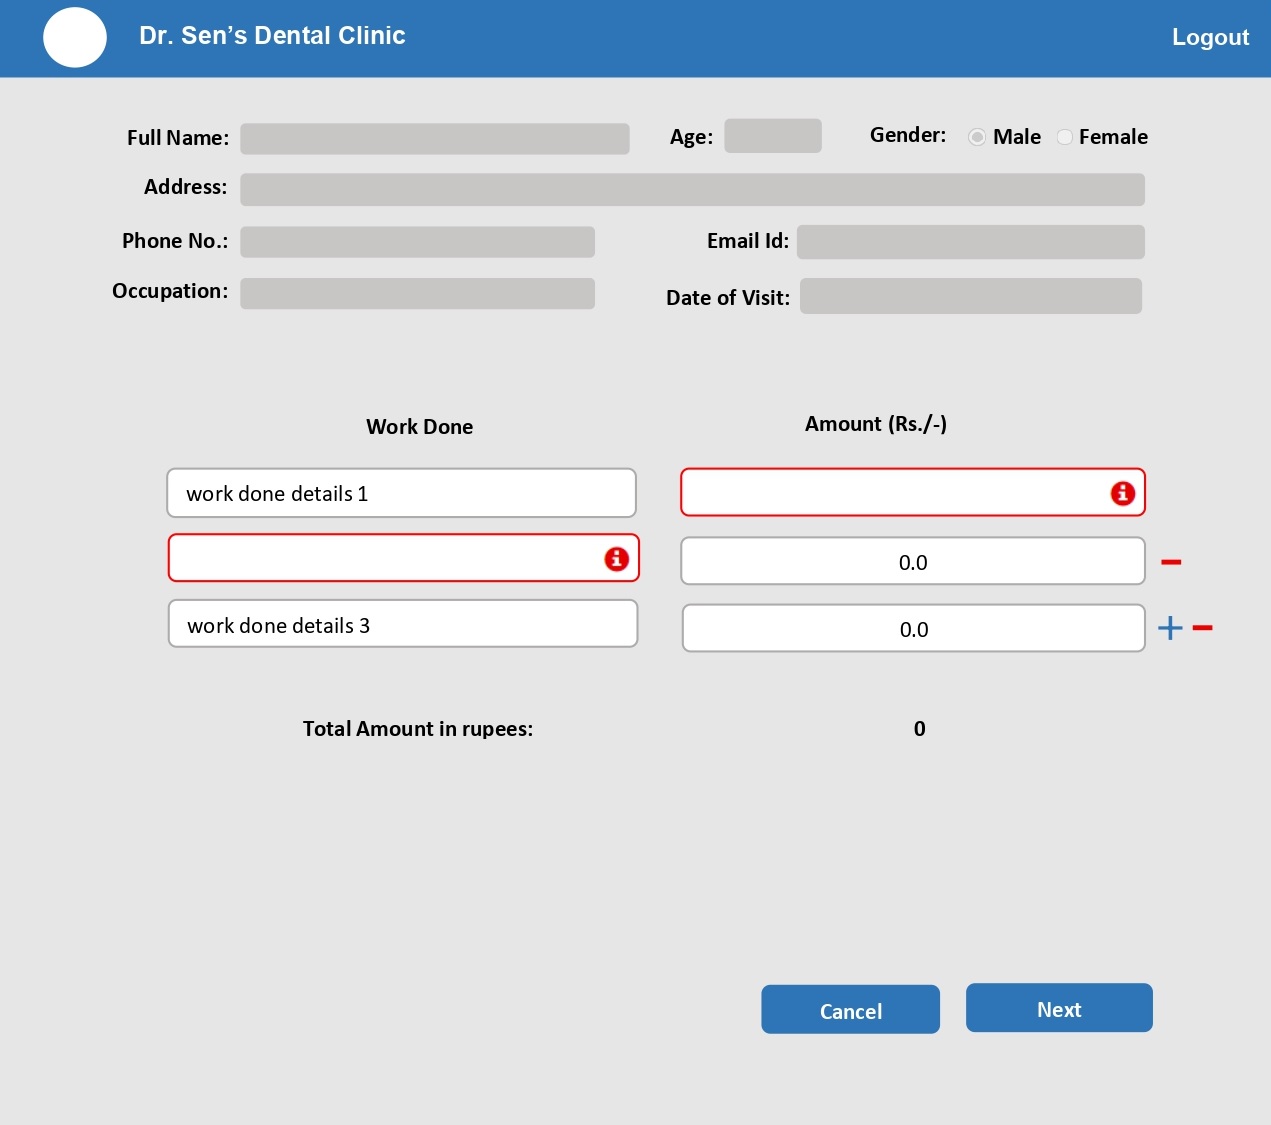 Dr. Sen’s Dental Clinic
Logout
Full Name:
Age:
Gender: Male Female
Address:
Phone No.:
Email Id:
Occupation:
Date of Visit:
Work Done
Amount (Rs./-)
work done details 1
0.0
work done details 3
0.0
Total Amount in rupees:
0
Cancel
Next